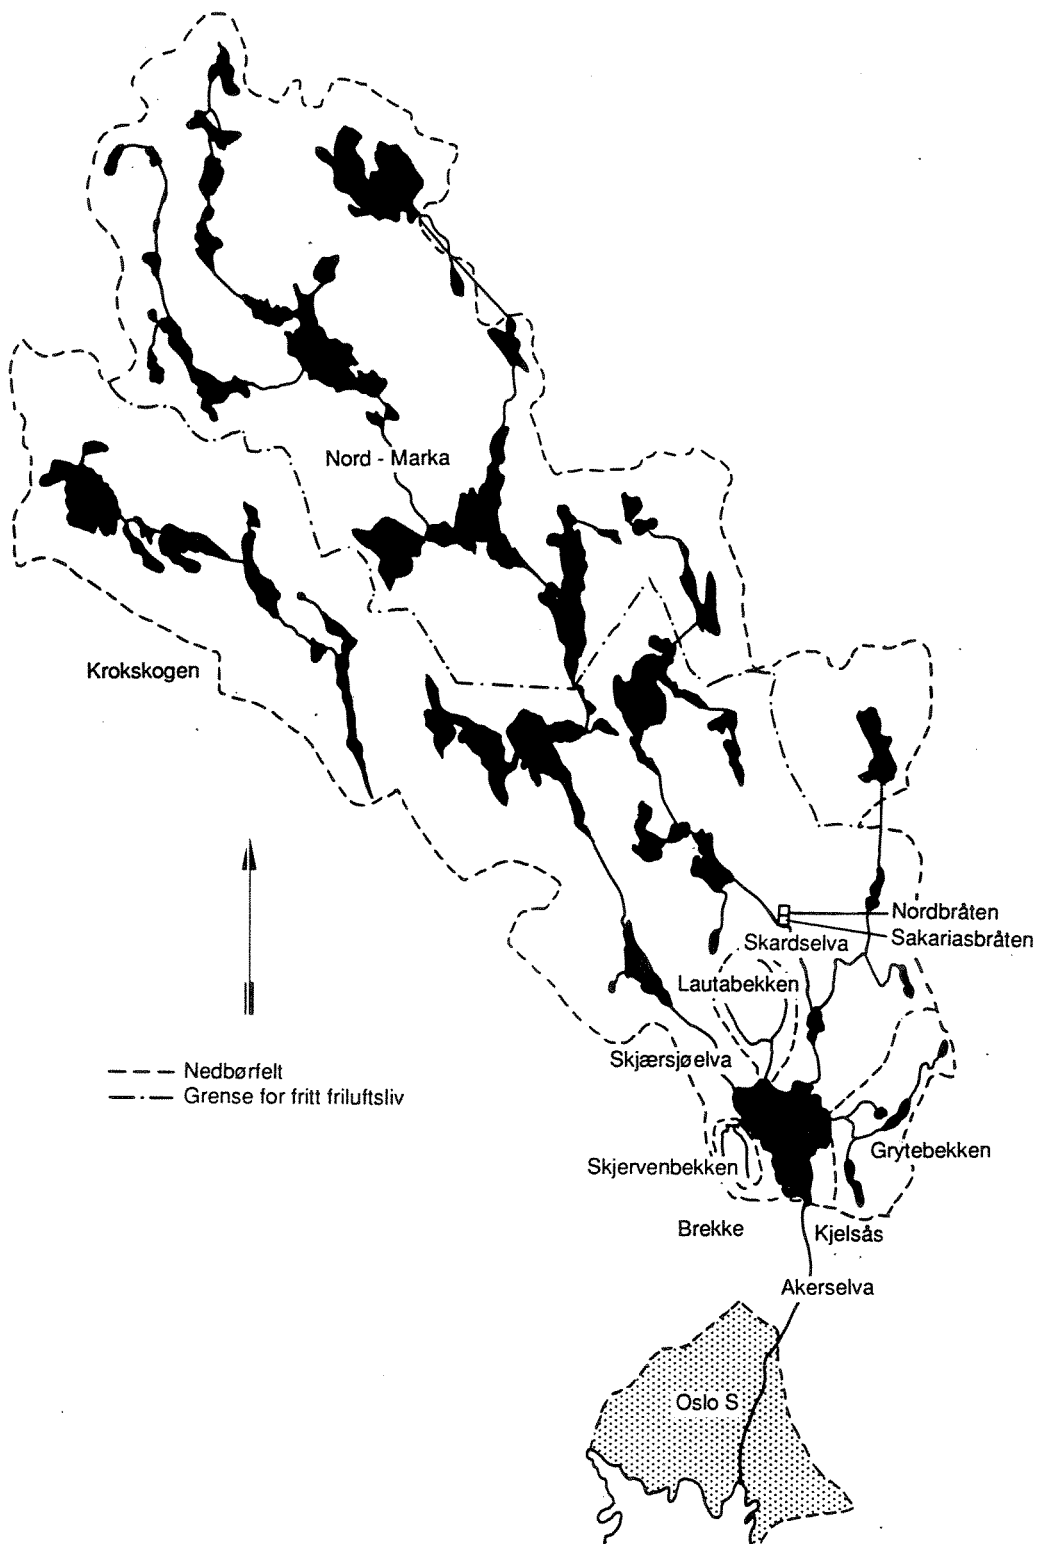 Nord - Marka
Krokskogen
Nordbråten
Sakariasbråten
Skardselva
Lautabekken
Skjærsjøelva
Nedbørfelt
Grense for fritt friluftsliv
Grytebekken
Skjervenbekken
Brekke
Kjelsås
Akerselva
Oslo S